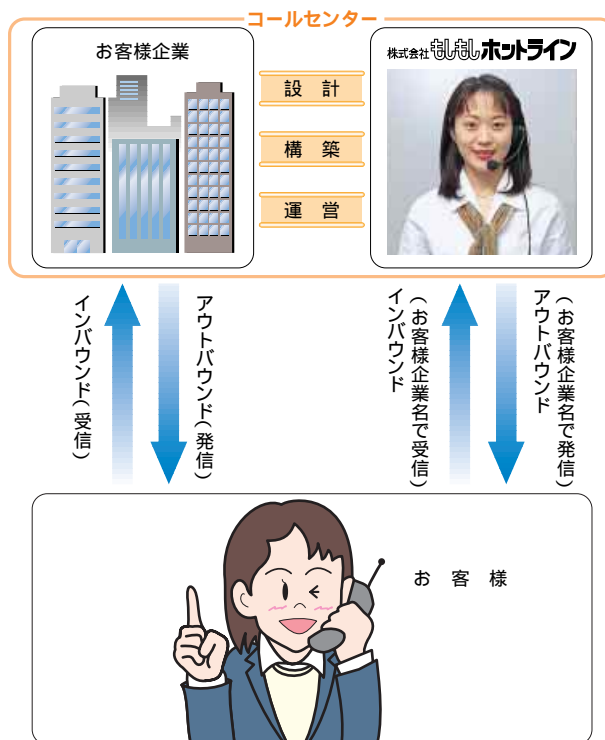 コールセンター
お客様企業
株式会社もしもしホットライン
設 計
構 築
運 営
インバウンド(受信)
アウトバウンド(発信)
インバウンド
(お客様企業名で受信)
アウトバウンド
(お客様企業名で発信)
お 客 様